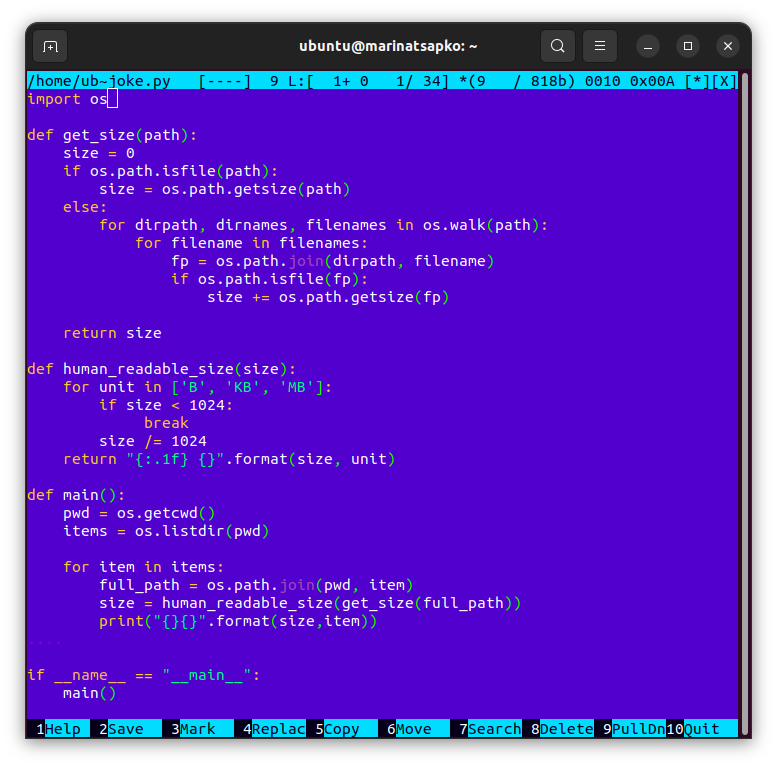 ubuntu@marinatsapko: ~
/home/ub~joke.py   [----]  9 L:[  1+ 0   1/ 34] *(9   / 818b) 0010 0x00A [*][X]
import os

def get_size(path):
    size = 0
    if os.path.isfile(path):
        size = os.path.getsize(path)
    else:
        for dirpath, dirnames, filenames in os.walk(path):
            for filename in filenames:
                fp = os.path.join(dirpath, filename)
                if os.path.isfile(fp):
                    size += os.path.getsize(fp)

    return size

def human_readable_size(size):
    for unit in ['B', 'KB', 'MB']:
        if size < 1024:
             break
        size /= 1024
    return "{:.1f} {}".format(size, unit)

def main():
    pwd = os.getcwd()
    items = os.listdir(pwd)

    for item in items:
        full_path = os.path.join(pwd, item)
        size = human_readable_size(get_size(full_path))
        print("{}{}".format(size,item))
....

if __name__ == "__main__":
    main()
 1Help  2Save   3Mark   4Replac 5Copy   6Move   7Search 8Delete 9PullDn10Quit